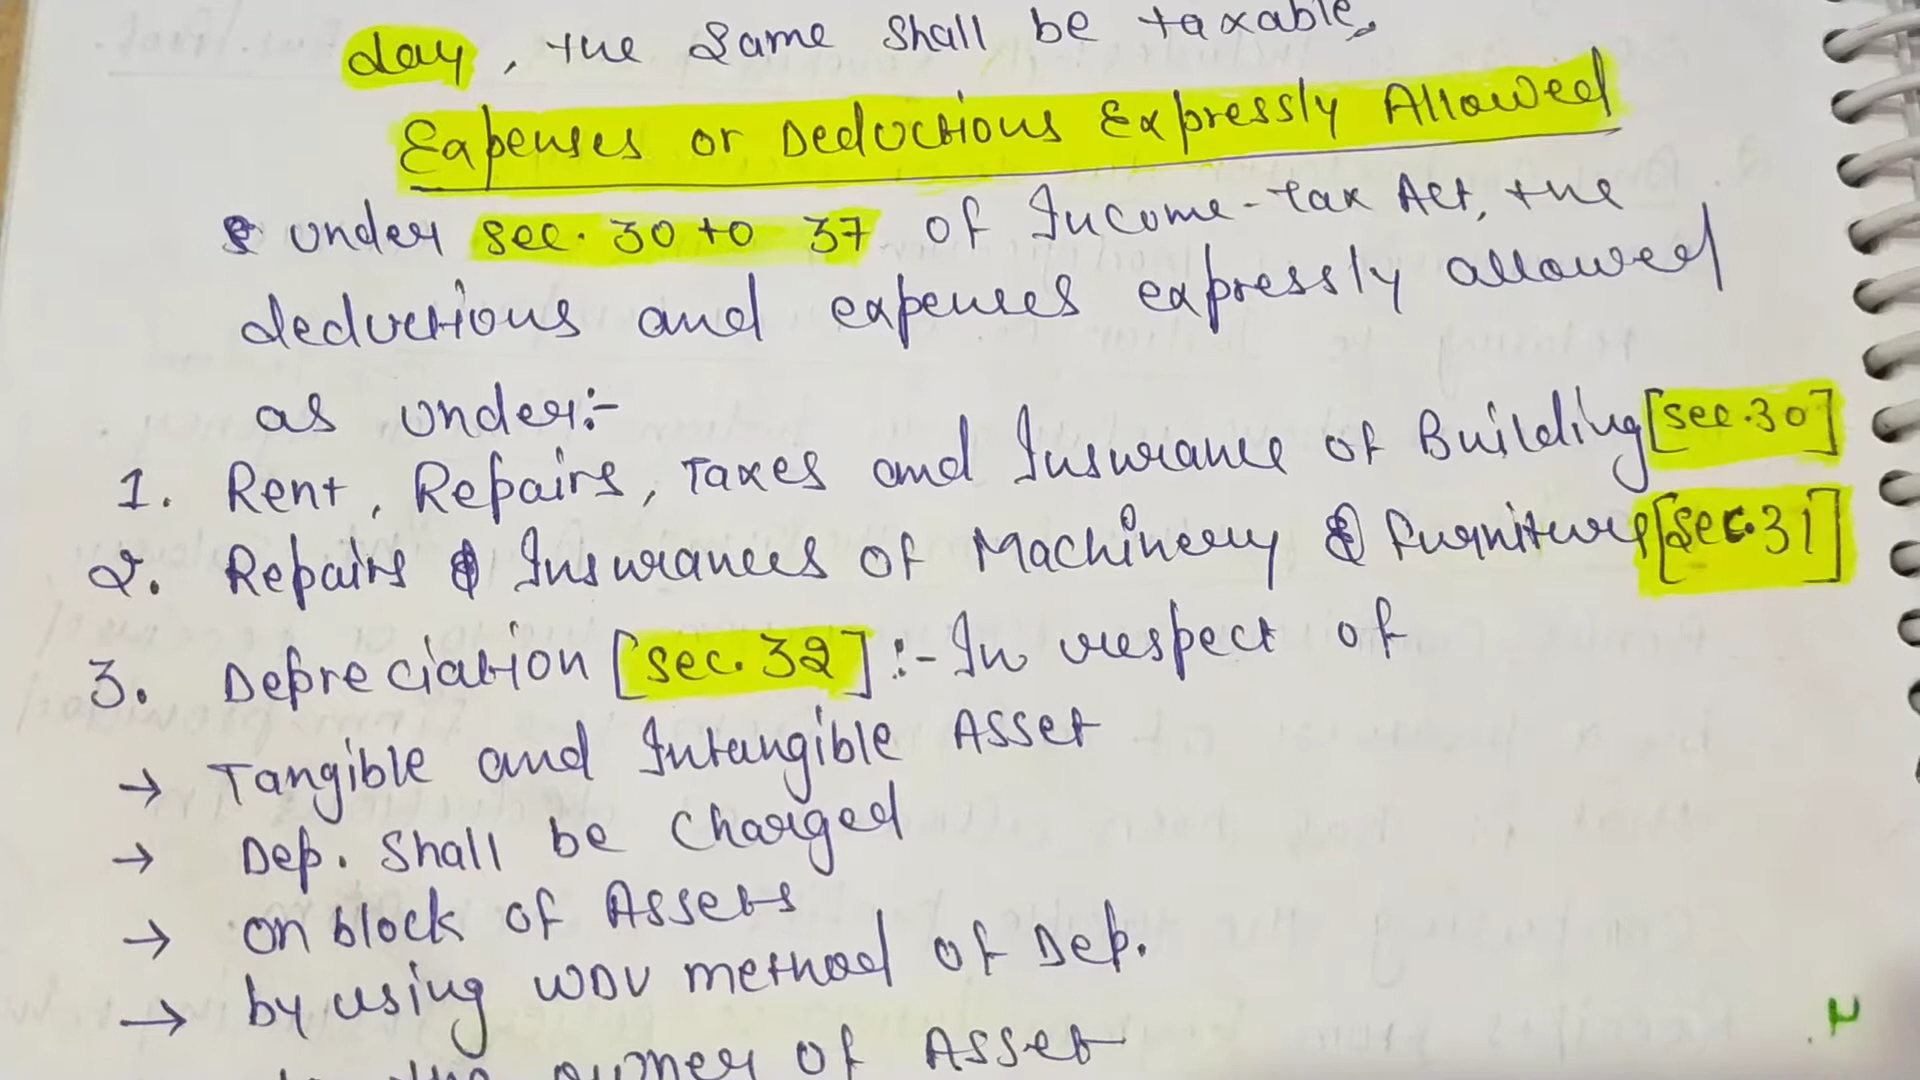 day, the same shall be taxable.
Expenses or Deductions Expressly Allowed
under sec. 30 to 37 of Income-tax Act, the
deductions and expenses expressly allowed
as under:-
1. Rent, Repairs, Taxes and Insurance of Building [sec. 30]
2. Repairs & Insurances of Machinery & Furniture [sec. 31]
3. Depreciation [sec. 32] :- In respect of
→ Tangible and Intangible Asset
→ Dep. shall be charged
→ on block of Assets
→ by using WDV method of Dep.
the owner of Asset